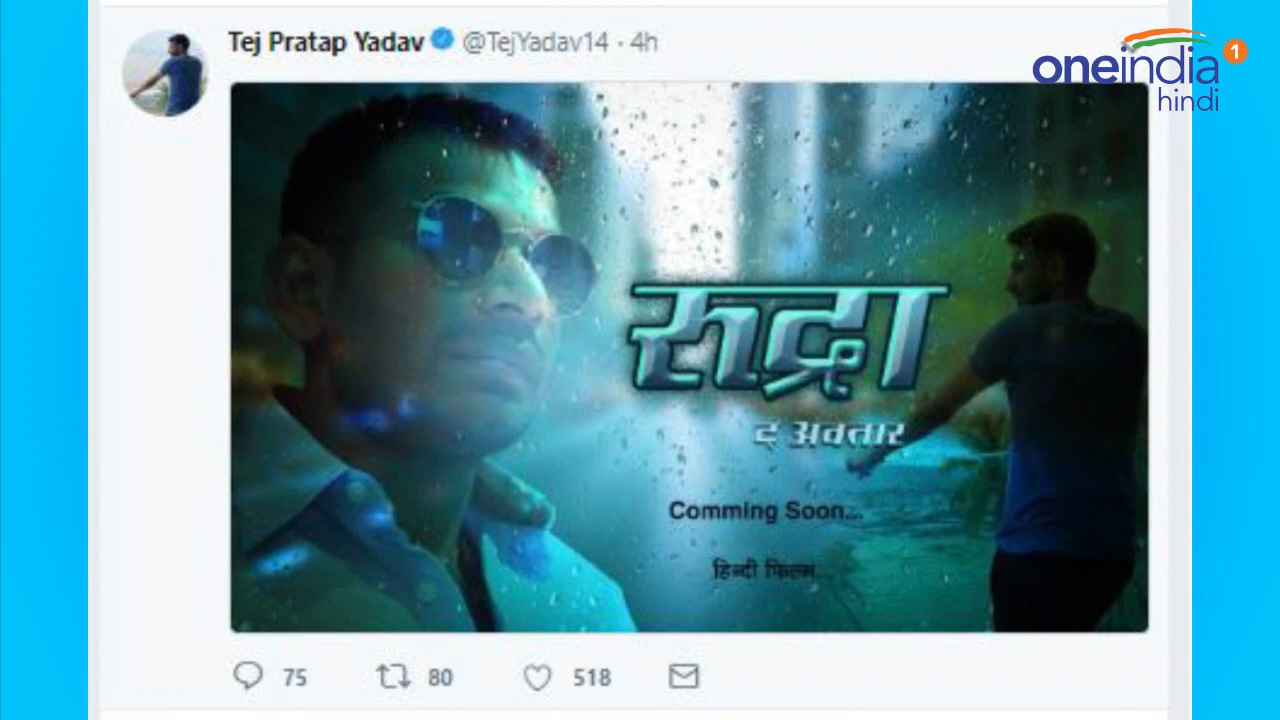 Tej Pratap Yadav @TejYadav14 · 4h
oneindia 1
hindi
रुद्रा
द अवतार
Comming Soon...
हिन्दी फिल्म
75 80 518